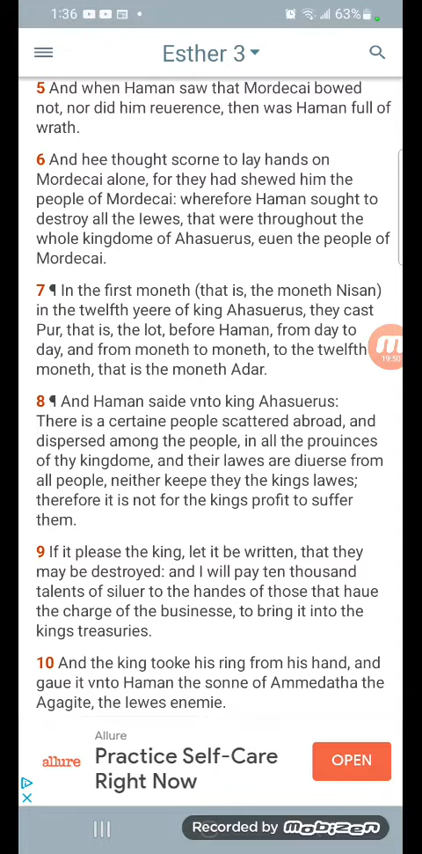 1:36
63%
Esther 3
5 And when Haman saw that Mordecai bowed
not, nor did him reuerence, then was Haman full of
wrath.
6 And hee thought scorne to lay hands on
Mordecai alone, for they had shewed him the
people of Mordecai: wherefore Haman sought to
destroy all the Iewes, that were throughout the
whole kingdome of Ahasuerus, euen the people of
Mordecai.
7 ¶ In the first moneth (that is, the moneth Nisan)
in the twelfth yeere of king Ahasuerus, they cast
Pur, that is, the lot, before Haman, from day to
day, and from moneth to moneth, to the twelfth
moneth, that is the moneth Adar.
19:50
8 ¶ And Haman saide vnto king Ahasuerus:
There is a certaine people scattered abroad, and
dispersed among the people, in all the prouinces
of thy kingdome, and their lawes are diuerse from
all people, neither keepe they the kings lawes;
therefore it is not for the kings profit to suffer
them.
9 If it please the king, let it be written, that they
may be destroyed: and I will pay ten thousand
talents of siluer to the handes of those that haue
the charge of the businesse, to bring it into the
kings treasuries.
10 And the king tooke his ring from his hand, and
gaue it vnto Haman the sonne of Ammedatha the
Agagite, the Iewes enemie.
Allure
allure
Practice Self-Care
Right Now
OPEN
Recorded by mobizen